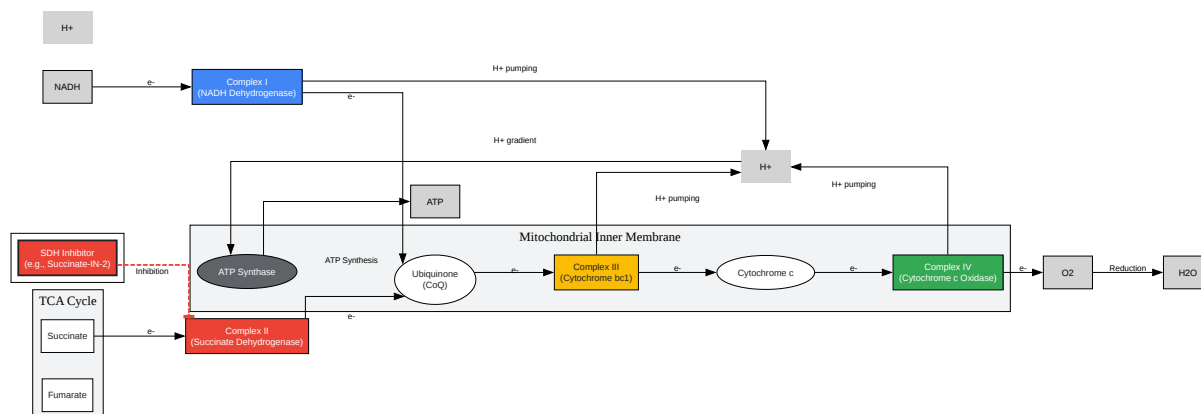 H+
NADH
e-
Complex I
(NADH Dehydrogenase)
H+ pumping
e-
H+ gradient
H+
H+ pumping
H+ pumping
ATP
Mitochondrial Inner Membrane
SDH Inhibitor
(e.g., Succinate-IN-2)
Inhibition
ATP Synthase
ATP Synthesis
Ubiquinone
(CoQ)
e-
Complex III
(Cytochrome bc1)
e-
Cytochrome c
e-
Complex IV
(Cytochrome c Oxidase)
e-
O2
Reduction
H2O
TCA Cycle
Succinate
e-
Complex II
(Succinate Dehydrogenase)
e-
Fumarate